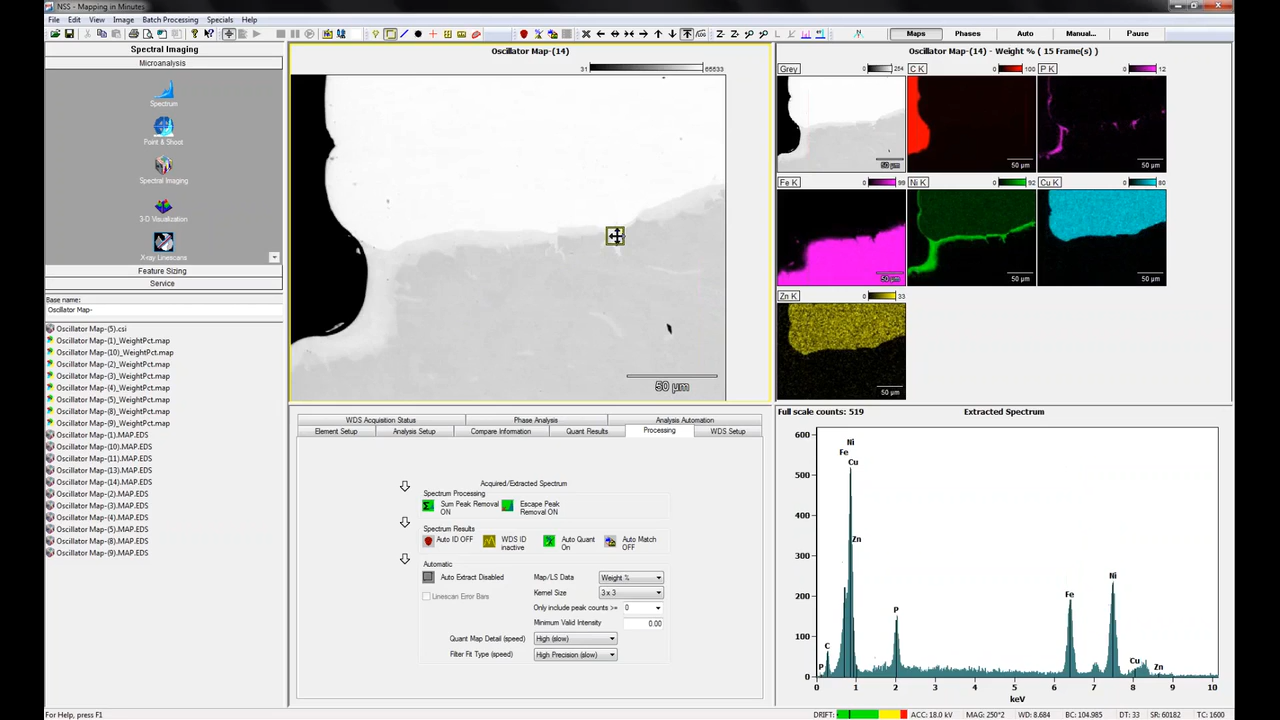 NSS - Mapping in Minutes
File Edit View Image Batch Processing Specials Help
Maps Phases Auto Manual... Pause
Spectral Imaging
Microanalysis
Spectrum
Point & Shoot
Spectral Imaging
3-D Visualization
X-ray Linescans
Feature Sizing
Service
Base name:
Oscillator Map-
Oscillator Map-(5).csi
Oscillator Map-(1)_WeightPct.map
Oscillator Map-(10)_WeightPct.map
Oscillator Map-(2)_WeightPct.map
Oscillator Map-(3)_WeightPct.map
Oscillator Map-(4)_WeightPct.map
Oscillator Map-(5)_WeightPct.map
Oscillator Map-(8)_WeightPct.map
Oscillator Map-(9)_WeightPct.map
Oscillator Map-(1).MAP.EDS
Oscillator Map-(10).MAP.EDS
Oscillator Map-(11).MAP.EDS
Oscillator Map-(13).MAP.EDS
Oscillator Map-(14).MAP.EDS
Oscillator Map-(2).MAP.EDS
Oscillator Map-(3).MAP.EDS
Oscillator Map-(4).MAP.EDS
Oscillator Map-(5).MAP.EDS
Oscillator Map-(8).MAP.EDS
Oscillator Map-(9).MAP.EDS
Oscillator Map-(14)
31 66533
50 µm
Oscillator Map-(14) - Weight % ( 15 Frame(s) )
Grey 0 254 C K 0 100 P K 0 12
50 µm 50 µm 50 µm
Fe K 0 99 Ni K 0 92 Cu K 0 80
50 µm 50 µm 50 µm
Zn K 0 33
50 µm
WDS Acquisition Status Phase Analysis Analysis Automation
Element Setup Analysis Setup Compare Information Quant Results Processing WDS Setup
Acquired/Extracted Spectrum
Spectrum Processing
Sum Peak Removal ON
Escape Peak Removal ON
Spectrum Results
Auto ID OFF
WDS ID inactive
Auto Quant On
Auto Match OFF
Automatic
Auto Extract Disabled
Linescan Error Bars
Map/LS Data Weight %
Kernel Size 3 x 3
Only include peak counts >= 0
Minimum Valid Intensity 0.00
Quant Map Detail (speed) High (slow)
Filter Fit Type (speed) High Precision (slow)
Full scale counts: 519 Extracted Spectrum
600
500
400
300
200
100
0
Ni
Fe
Cu
Zn
P
C
P
Fe
Ni
Cu
Zn
0 1 2 3 4 5 6 7 8 9 10
keV
For Help, press F1
DRIFT: ACC: 18.0 kV MAG: 250*2 WD: 8.684 BC: 104.985 DT: 33 SR: 60182 TC: 1600